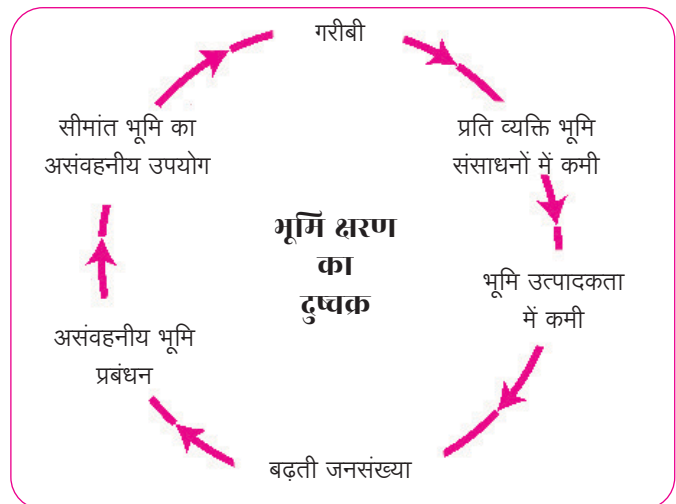 गरीबी
प्रति व्यक्ति भूमि
संसाधनों में कमी
भूमि उत्पादकता
में कमी
बढ़ती जनसंख्या
असंवहनीय भूमि
प्रबंधन
सीमांत भूमि का
असंवहनीय उपयोग
भूमि क्षरण
का
दुष्चक्र